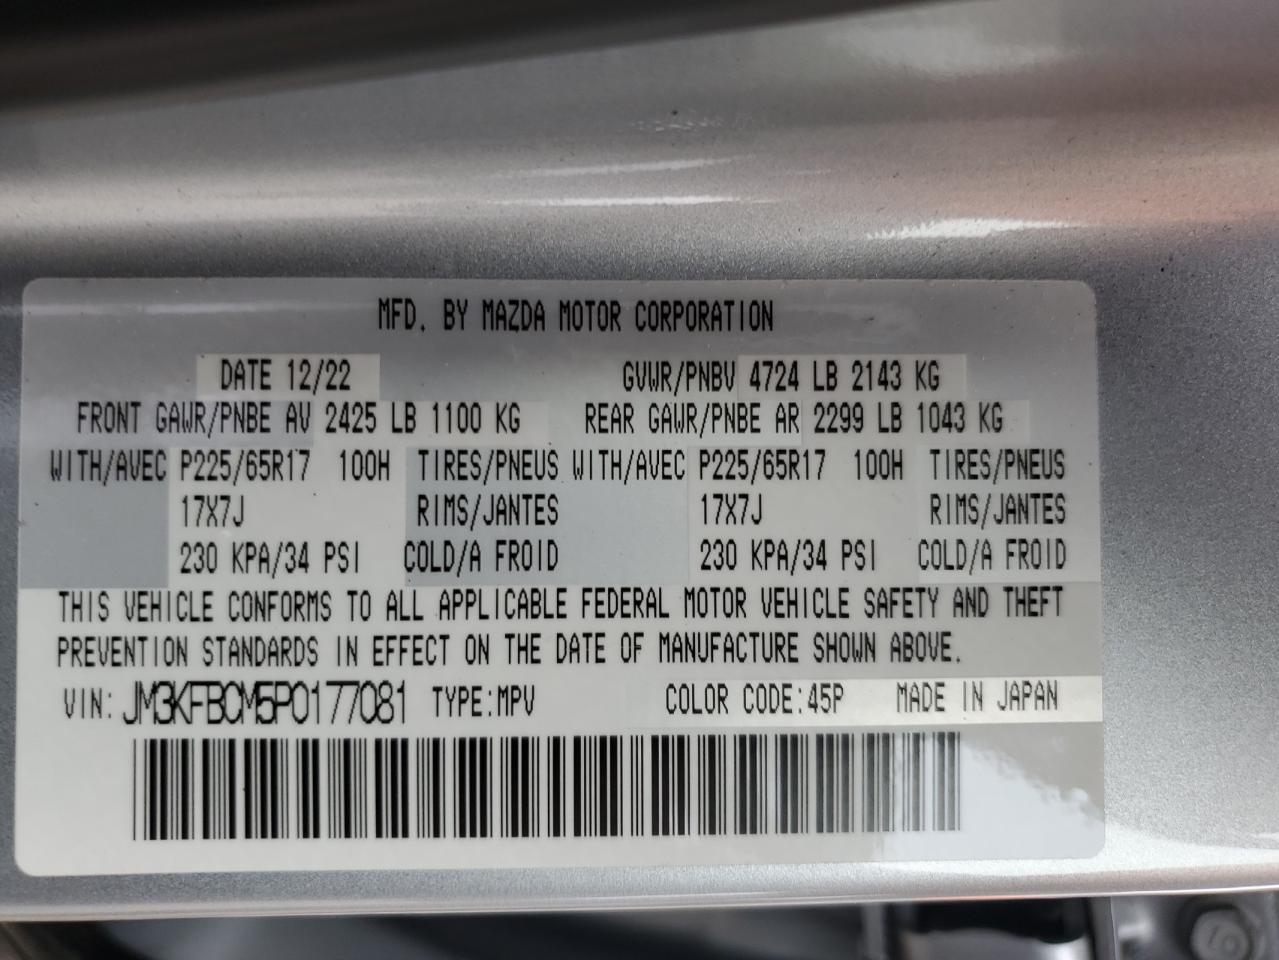 MFD. BY MAZDA MOTOR CORPORATION
DATE 12/22 GVWR/PNBV 4724 LB 2143 KG
FRONT GAWR/PNBE AV 2425 LB 1100 KG REAR GAWR/PNBE AR 2299 LB 1043 KG
WITH/AVEC P225/65R17 100H TIRES/PNEUS WITH/AVEC P225/65R17 100H TIRES/PNEUS
17X7J RIMS/JANTES 17X7J RIMS/JANTES
230 KPA/34 PSI COLD/A FROID 230 KPA/34 PSI COLD/A FROID
THIS VEHICLE CONFORMS TO ALL APPLICABLE FEDERAL MOTOR VEHICLE SAFETY AND THEFT
PREVENTION STANDARDS IN EFFECT ON THE DATE OF MANUFACTURE SHOWN ABOVE.
VIN: JM3KFBCM5P0177081 TYPE:MPV COLOR CODE:45P MADE IN JAPAN